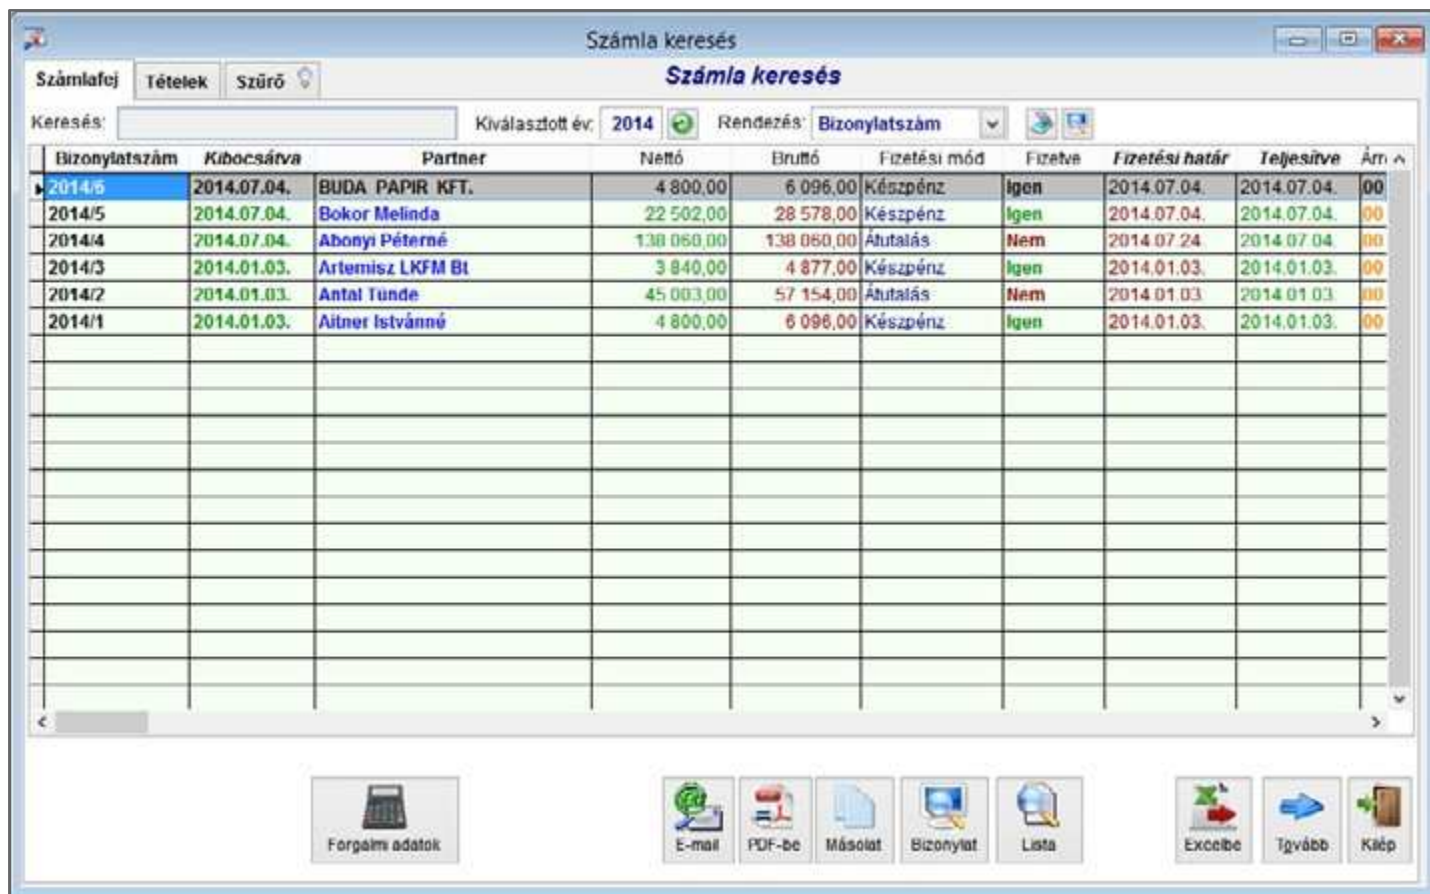 Számla keresés
Számlafej Tételek Szűrő Számla keresés
Keresés: Kiválasztott év: 2014 Rendezés: Bizonylatszám
Bizonylatszám Kibocsátva Partner Nettó Bruttó Fizetési mód Fizetve Fizetési határ Teljesítve
2014/6 2014.07.04. BUDA PAPIR KFT. 4 800,00 6 096,00 Készpénz Igen 2014.07.04. 2014.07.04. 00
2014/5 2014.07.04. Bokor Melinda 22 502,00 28 578,00 Készpénz Igen 2014.07.04. 2014.07.04. 00
2014/4 2014.07.04. Abonyi Péterné 138 060,00 138 060,00 Átutalás Nem 2014.07.24. 2014.07.04. 00
2014/3 2014.01.03. Artemisz LKFM Bt 3 840,00 4 877,00 Készpénz Igen 2014.01.03. 2014.01.03. 00
2014/2 2014.01.03. Antal Tünde 45 003,00 57 154,00 Átutalás Nem 2014.01.03. 2014.01.03. 00
2014/1 2014.01.03. Aitner Istvánné 4 800,00 6 096,00 Készpénz Igen 2014.01.03. 2014.01.03. 00
Forgalmi adatok E-mail PDF-be Másolat Bizonylat Lista Excelbe Tovább Kilép